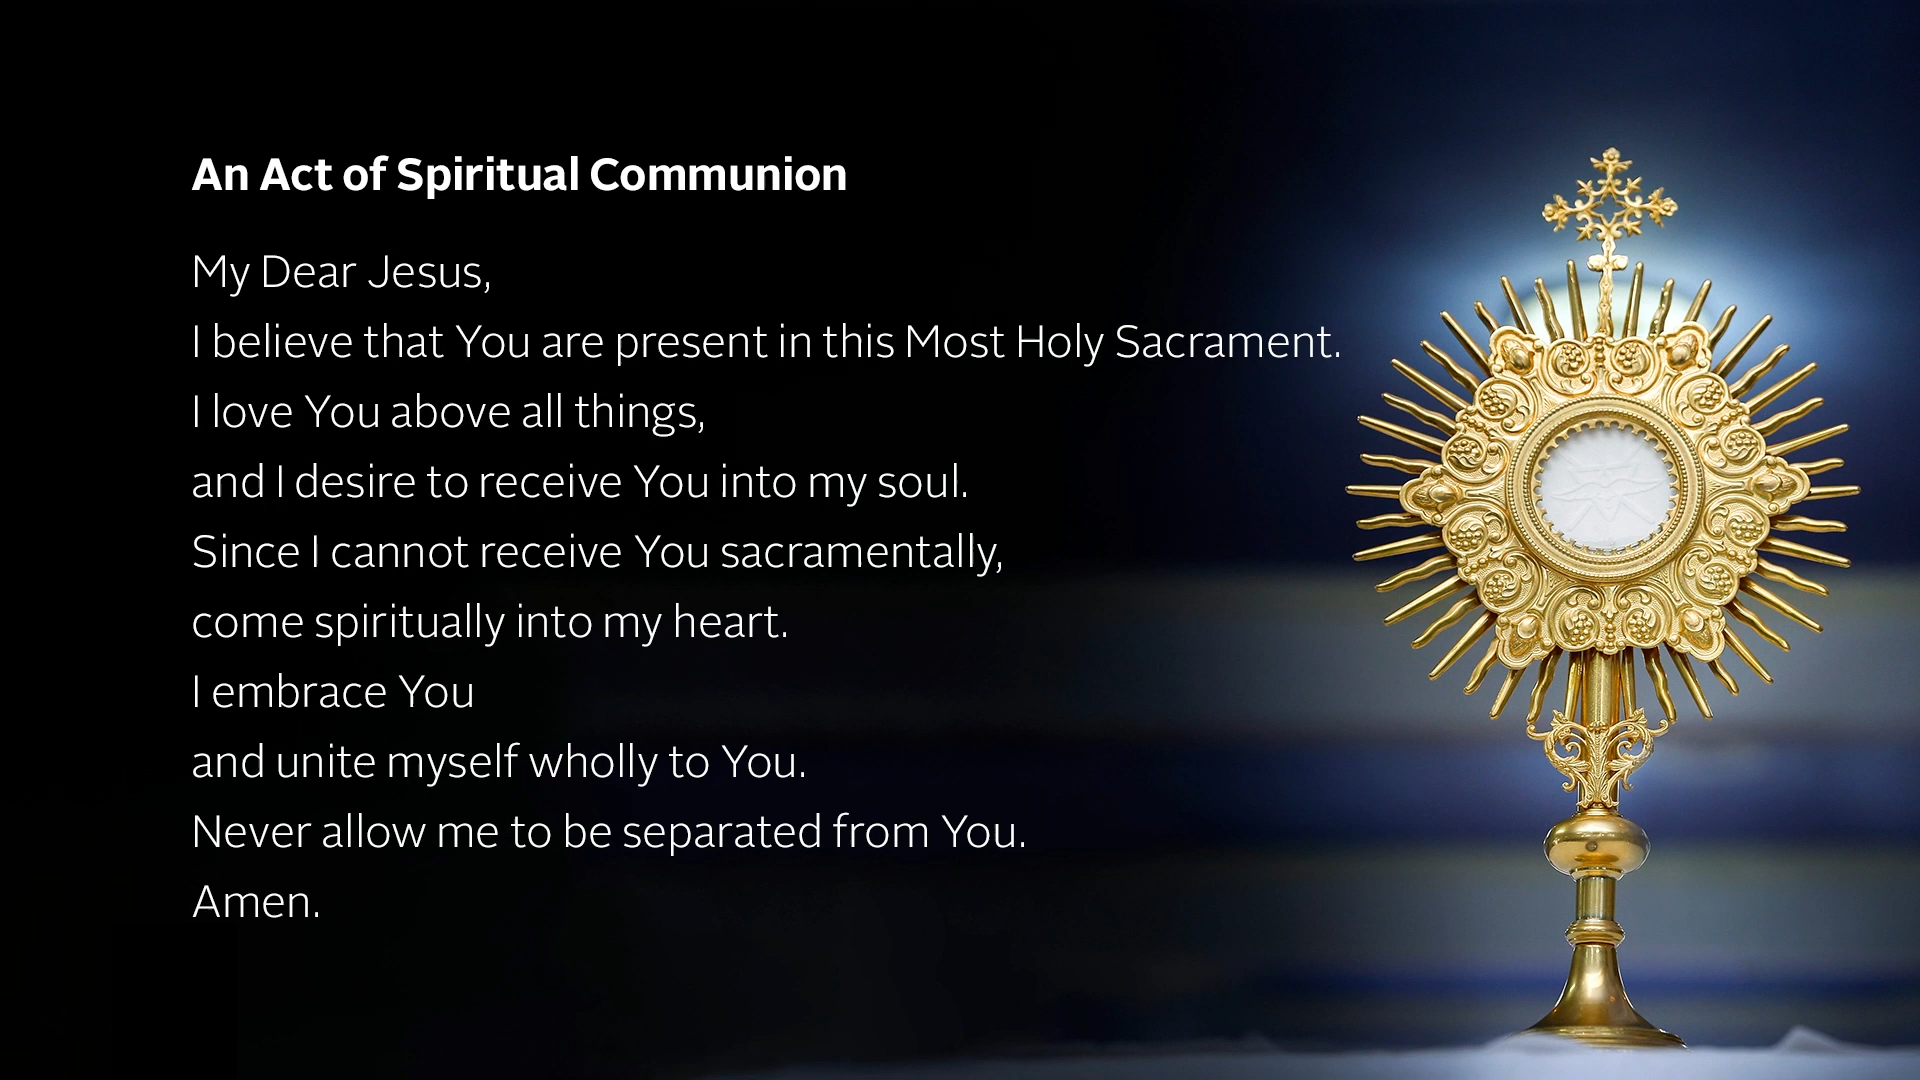 An Act of Spiritual Communion
My Dear Jesus,
I believe that You are present in this Most Holy Sacrament.
I love You above all things,
and I desire to receive You into my soul.
Since I cannot receive You sacramentally,
come spiritually into my heart.
I embrace You
and unite myself wholly to You.
Never allow me to be separated from You.
Amen.